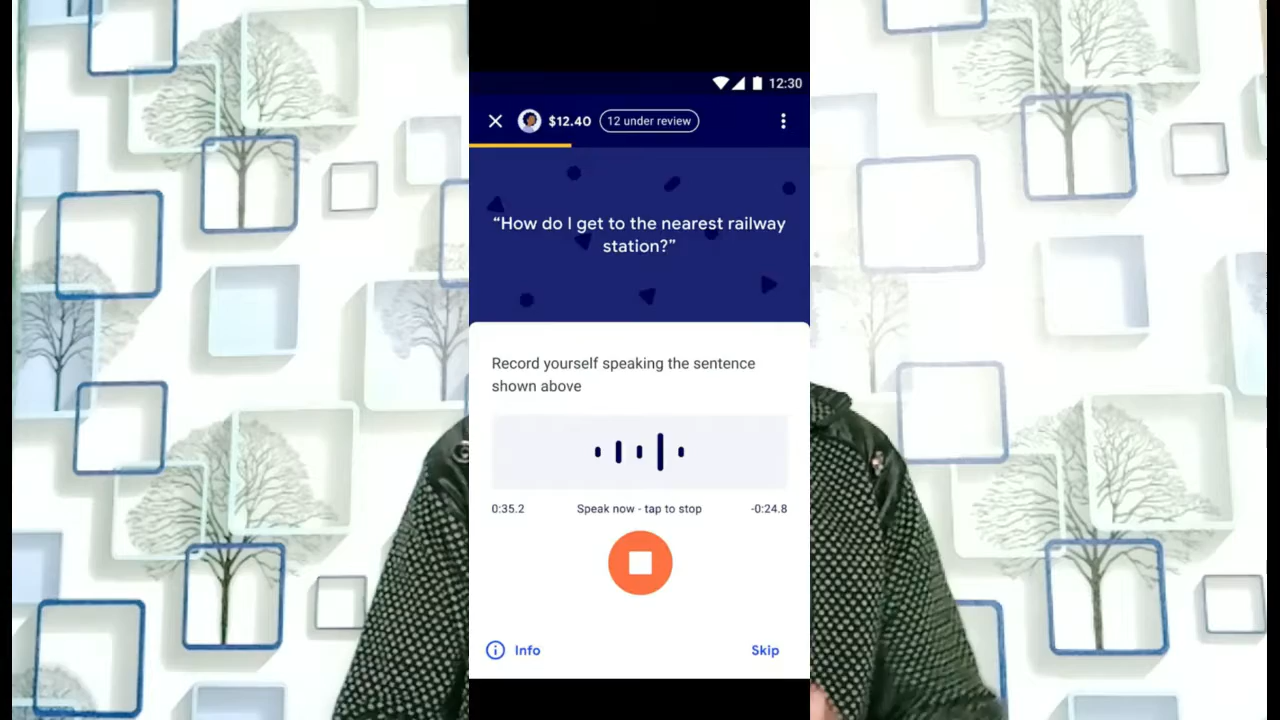 12:30
$12.40 12 under review
“How do I get to the nearest railway
station?”
Record yourself speaking the sentence
shown above
0:35.2 Speak now - tap to stop -0:24.8
Info Skip